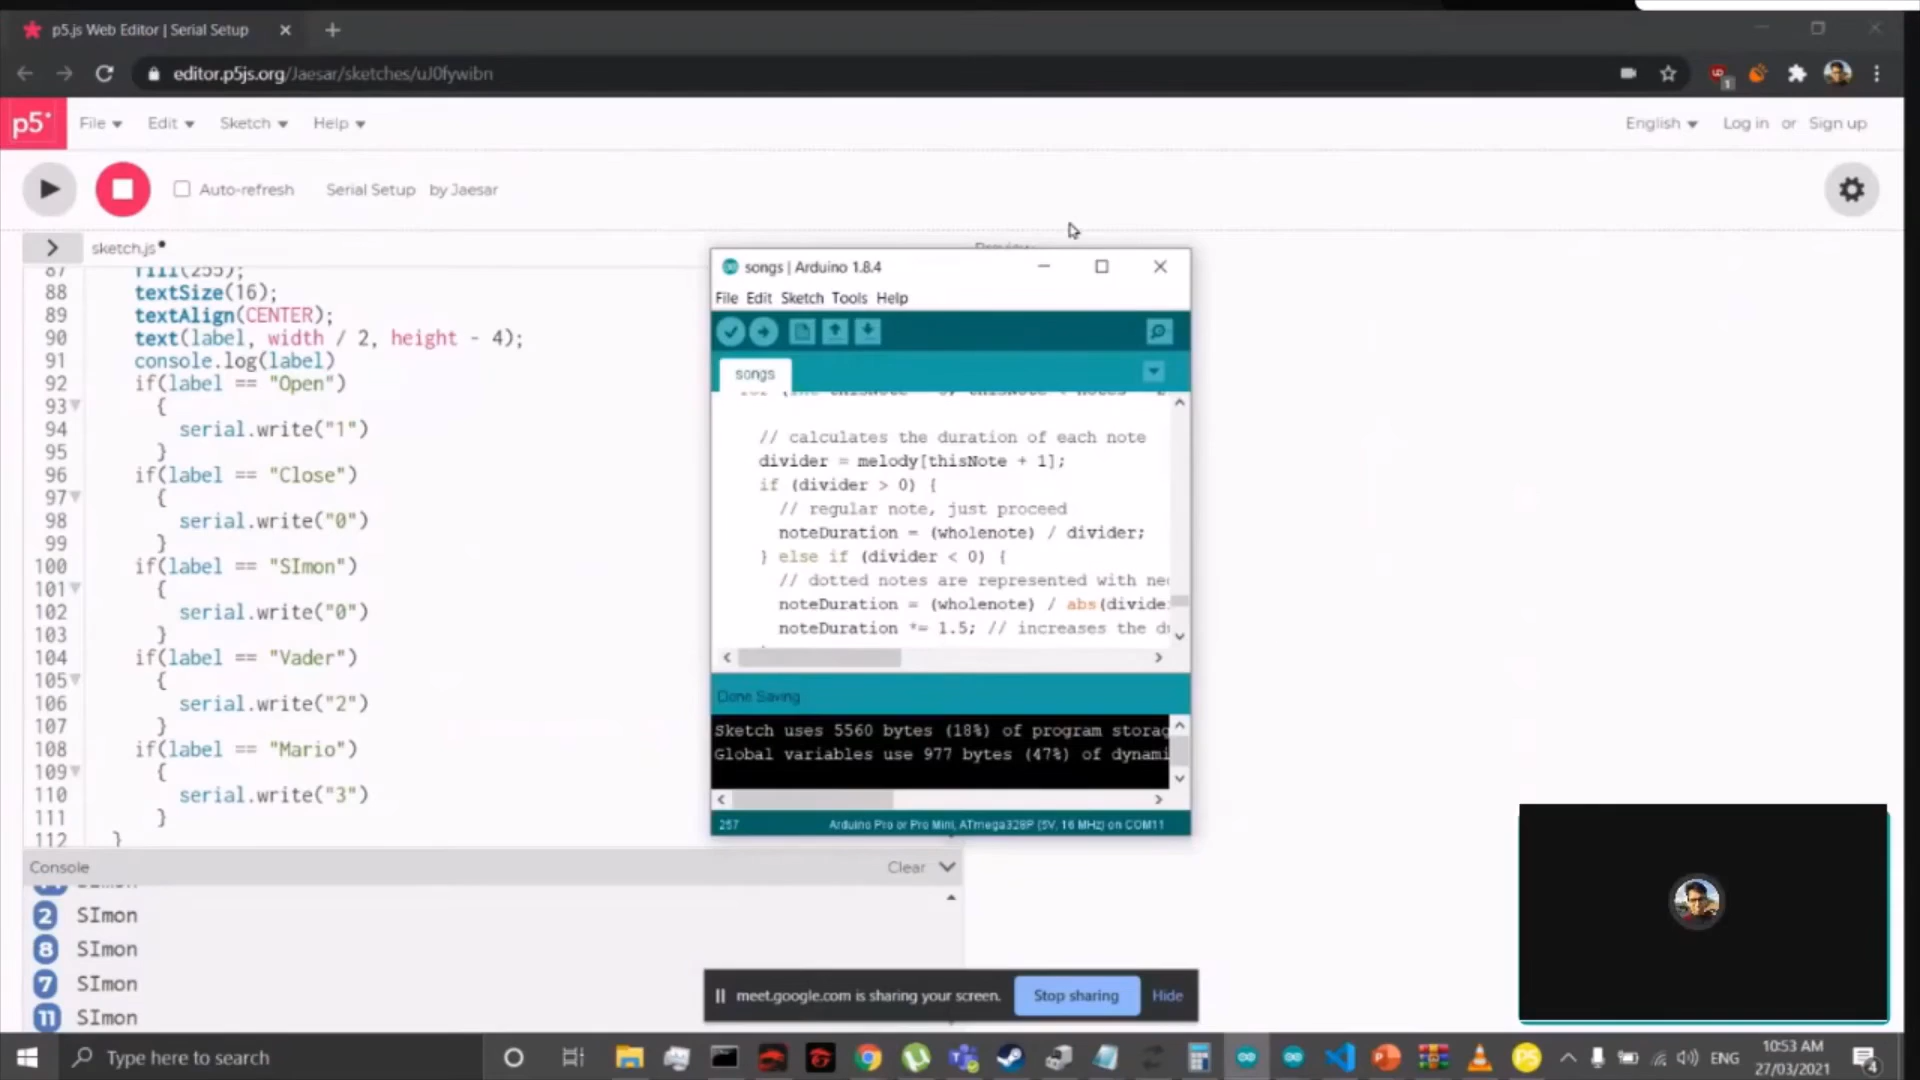 p5.js Web Editor | Serial Setup
editor.p5js.org/Jaesar/sketches/uJ0fywibn
p5*
File Edit Sketch Help
English Log in or Sign up
Auto-refresh Serial Setup by Jaesar
sketch.js
Preview
87 fill(255);
88 textSize(16);
89 textAlign(CENTER);
90 text(label, width / 2, height - 4);
91 console.log(label)
92 if(label == "Open")
93 {
94 serial.write("1")
95 }
96 if(label == "Close")
97 {
98 serial.write("0")
99 }
100 if(label == "SImon")
101 {
102 serial.write("0")
103 }
104 if(label == "Vader")
105 {
106 serial.write("2")
107 }
108 if(label == "Mario")
109 {
110 serial.write("3")
111 }
112 }
songs | Arduino 1.8.4
File Edit Sketch Tools Help
songs
// calculates the duration of each note
divider = melody[thisNote + 1];
if (divider > 0) {
// regular note, just proceed
noteDuration = (wholenote) / divider;
} else if (divider < 0) {
// dotted notes are represented with ne
noteDuration = (wholenote) / abs(divide
noteDuration *= 1.5; // increases the d
Done Saving
Sketch uses 5560 bytes (18%) of program storag
Global variables use 977 bytes (47%) of dynami
257 Arduino Pro or Pro Mini, ATmega328P (5V, 16 MHz) on COM11
Console Clear
SImon
2 SImon
8 SImon
7 SImon
11 SImon
meet.google.com is sharing your screen. Stop sharing Hide
Type here to search
ENG
10:53 AM
27/03/2021
4